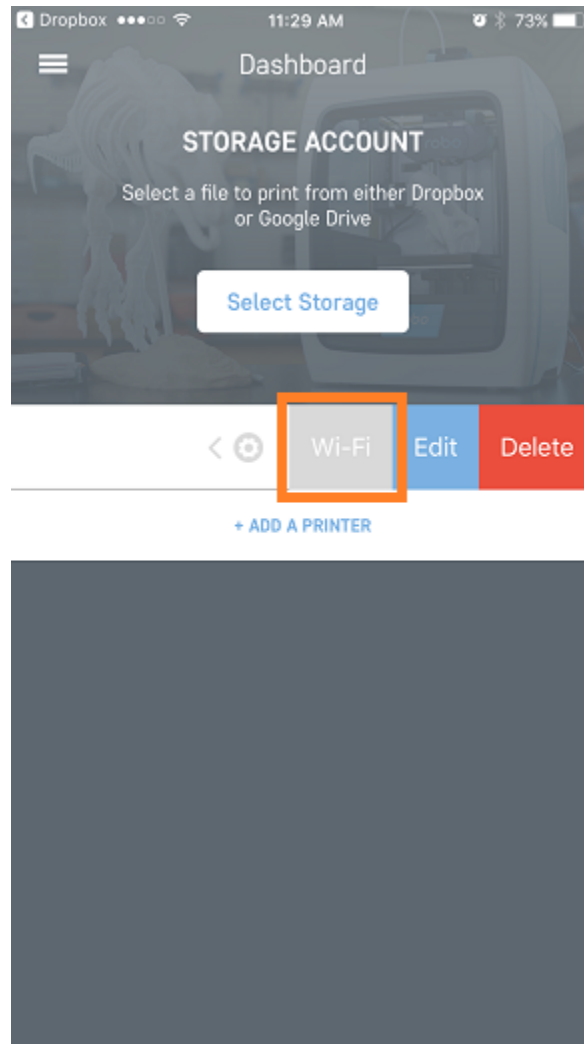 Dropbox 11:29 AM 73%
Dashboard
STORAGE ACCOUNT
Select a file to print from either Dropbox
or Google Drive
Select Storage
Wi-Fi Edit Delete
+ ADD A PRINTER